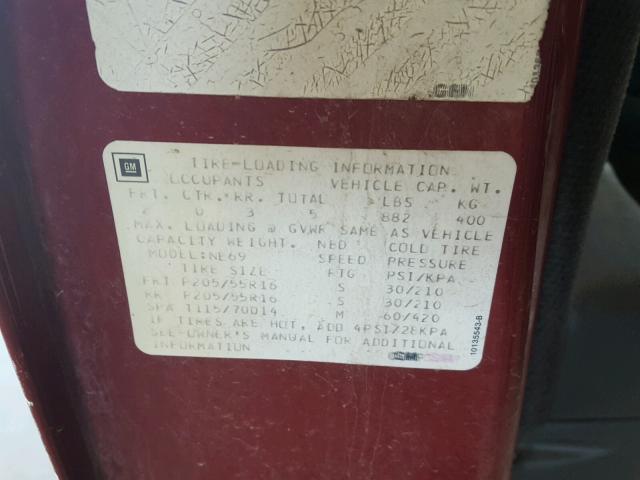 GM
TIRE-LOADING INFORMATION
OCCUPANTS VEHICLE CAP. WT.
FRT. CTR. RR. TOTAL LBS KG
2 0 3 5 882 400
MAX. LOADING @ GVWR SAME AS VEHICLE
CAPACITY WEIGHT. NED COLD TIRE
MODEL:NE69 SPEED PRESSURE
TIRE SIZE RTG PSI/KPA
FRT P205/55R16 S 30/210
RR P205/55R16 S 30/210
SPA T115/70D14 M 60/420
IF TIRES ARE HOT, ADD 4PSI/28KPA
SEE-OWNER'S MANUAL FOR ADDITIONAL
INFORMATION
10135543-B